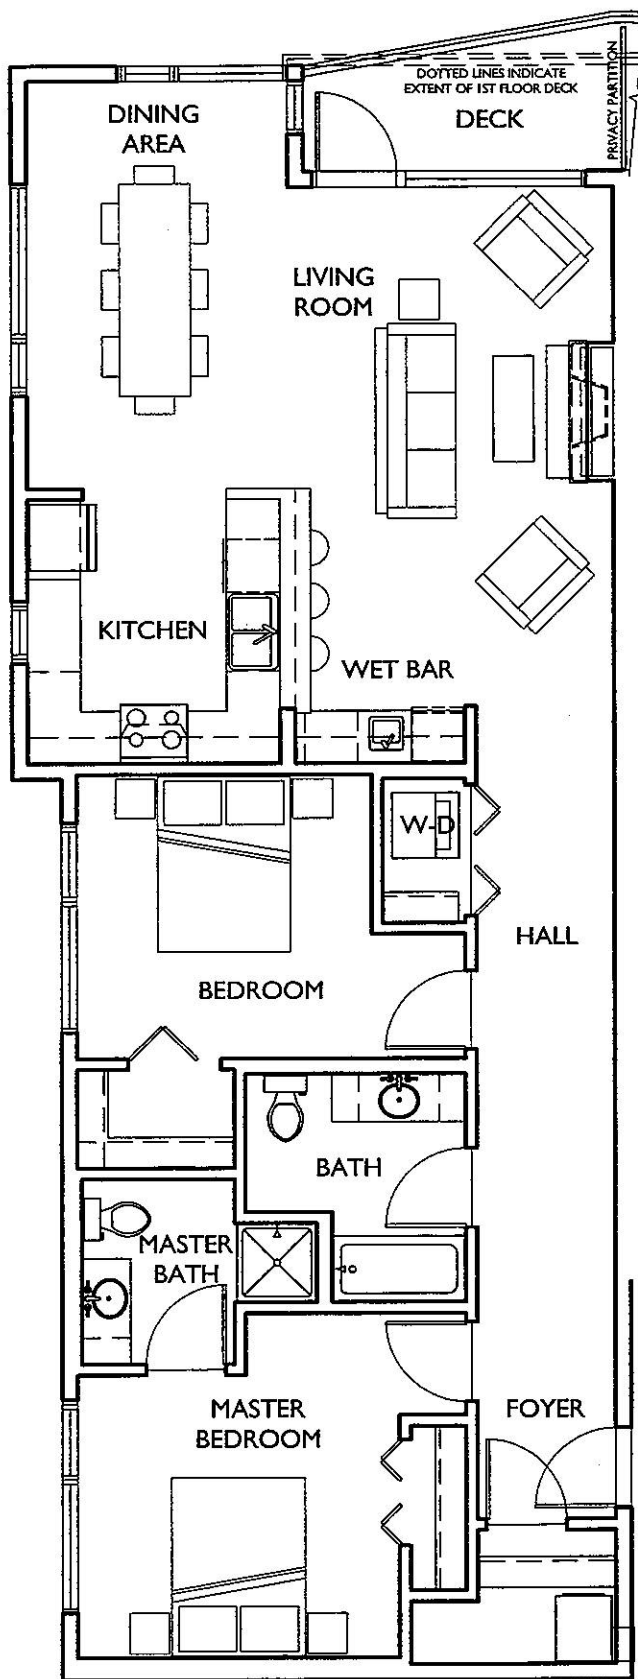 DOTTED LINES INDICATE
EXTENT OF 1ST FLOOR DECK
DECK
PRIVACY PARTITION
DINING
AREA
LIVING
ROOM
KITCHEN
WET BAR
W-D
HALL
BEDROOM
BATH
MASTER
BATH
MASTER
BEDROOM
FOYER